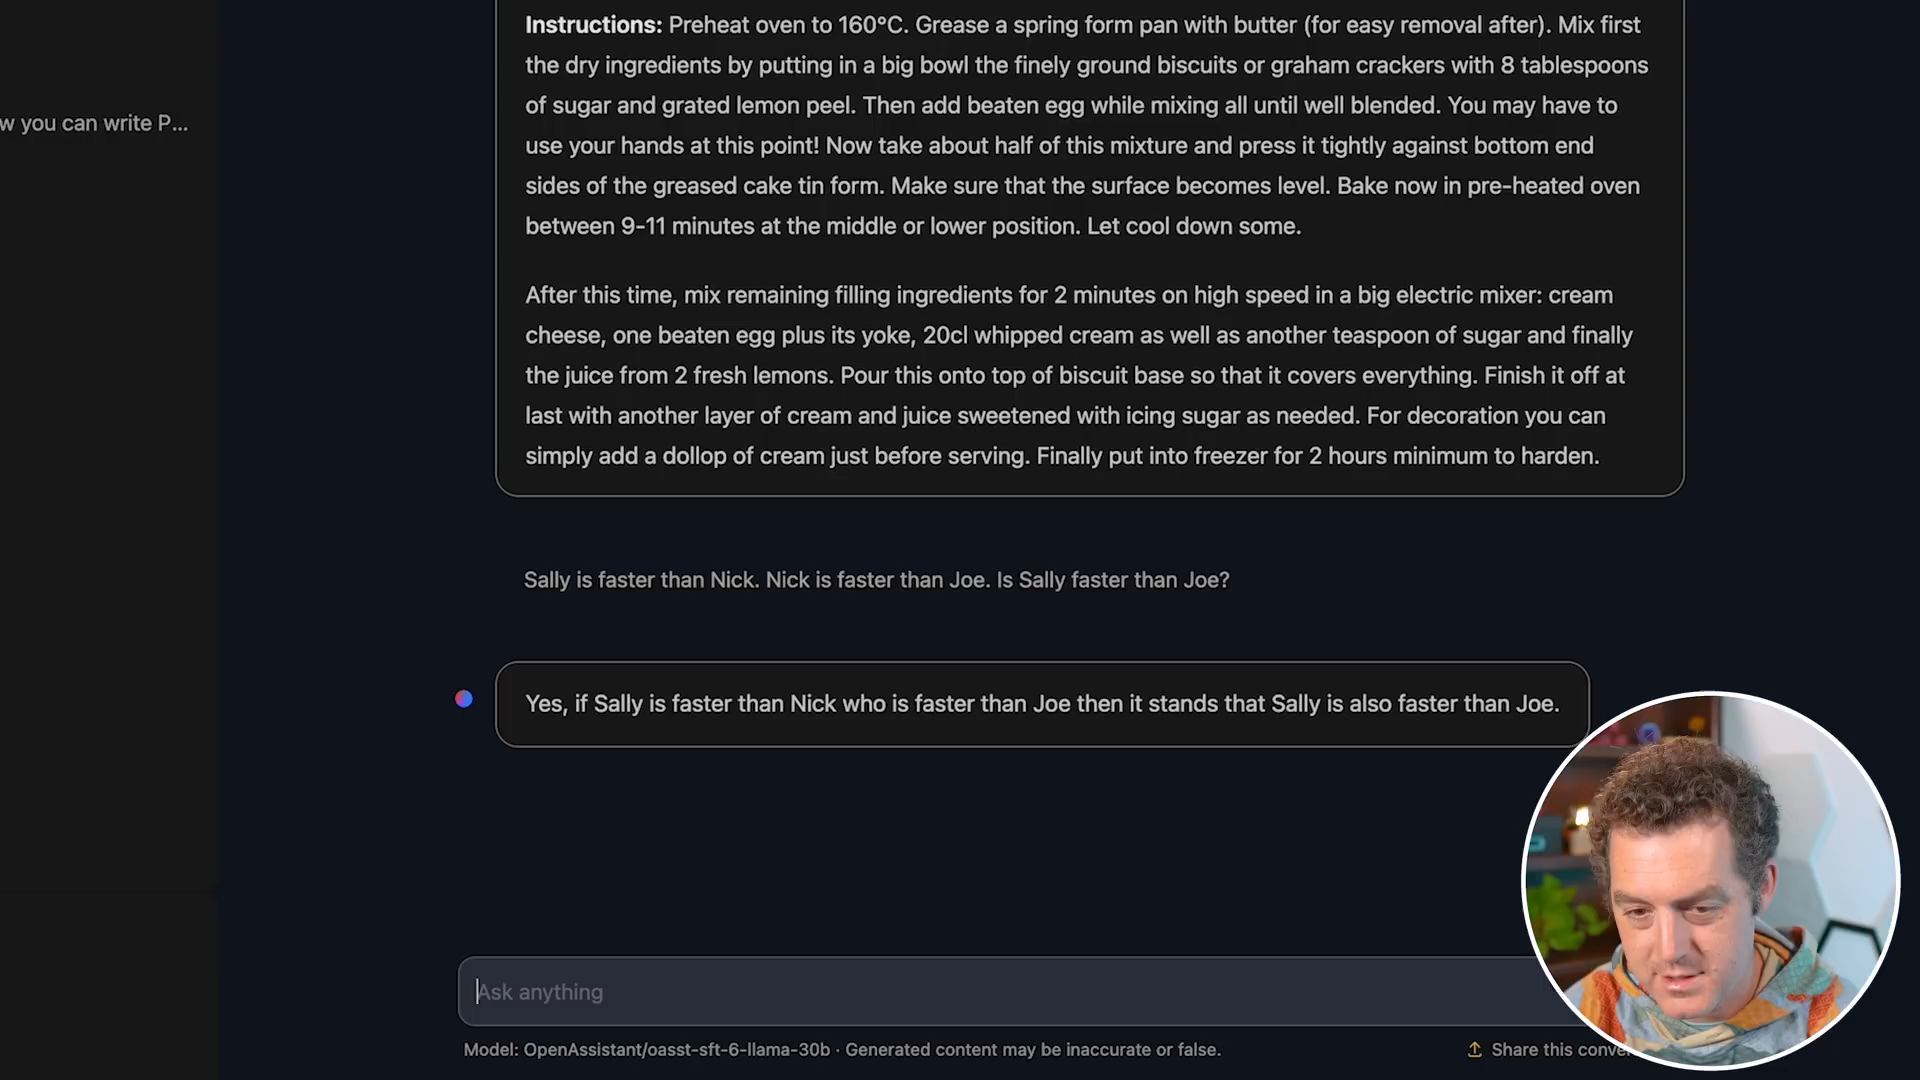 Instructions: Preheat oven to 160°C. Grease a spring form pan with butter (for easy removal after). Mix first
the dry ingredients by putting in a big bowl the finely ground biscuits or graham crackers with 8 tablespoons
w you can write P...
of sugar and grated lemon peel. Then add beaten egg while mixing all until well blended. You may have to
use your hands at this point! Now take about half of this mixture and press it tightly against bottom end
sides of the greased cake tin form. Make sure that the surface becomes level. Bake now in pre-heated oven
between 9-11 minutes at the middle or lower position. Let cool down some.
After this time, mix remaining filling ingredients for 2 minutes on high speed in a big electric mixer: cream
cheese, one beaten egg plus its yoke, 20cl whipped cream as well as another teaspoon of sugar and finally
the juice from 2 fresh lemons. Pour this onto top of biscuit base so that it covers everything. Finish it off at
last with another layer of cream and juice sweetened with icing sugar as needed. For decoration you can
simply add a dollop of cream just before serving. Finally put into freezer for 2 hours minimum to harden.
Sally is faster than Nick. Nick is faster than Joe. Is Sally faster than Joe?
Yes, if Sally is faster than Nick who is faster than Joe then it stands that Sally is also faster than Joe.
Ask anything
Model: OpenAssistant/oasst-sft-6-llama-30b · Generated content may be inaccurate or false.
Share this conve